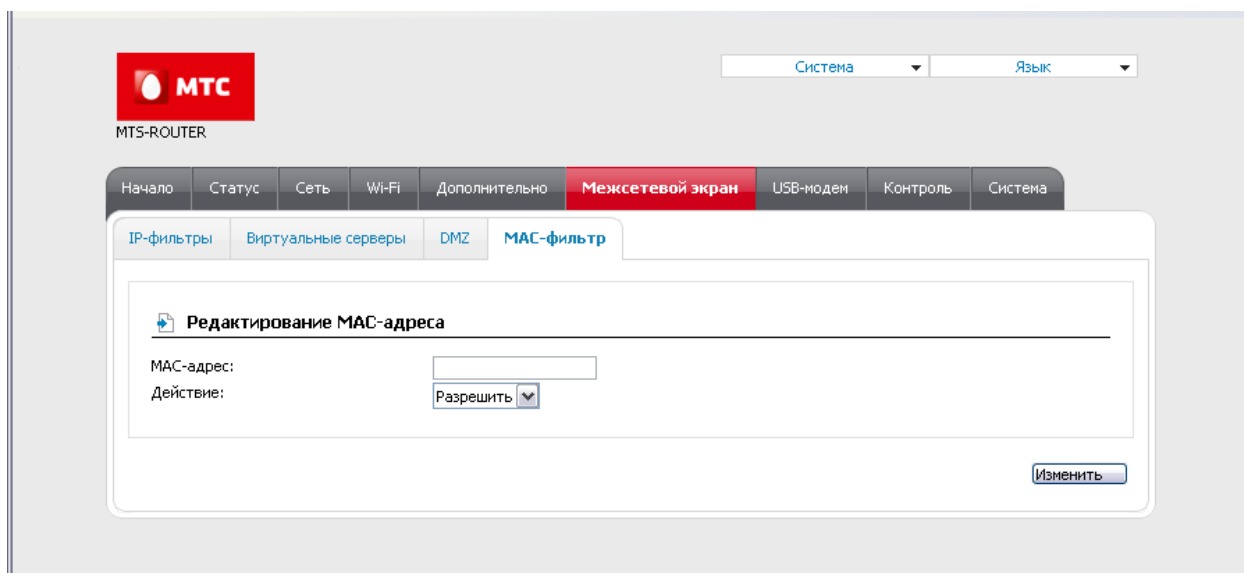 Система
Язык
МТС
MTS-ROUTER
Начало
Статус
Сеть
Wi-Fi
Дополнительно
Межсетевой экран
USB-модем
Контроль
Система
IP-фильтры
Виртуальные серверы
DMZ
MAC-фильтр
Редактирование MAC-адреса
MAC-адрес:
Действие:
Разрешить
Изменить